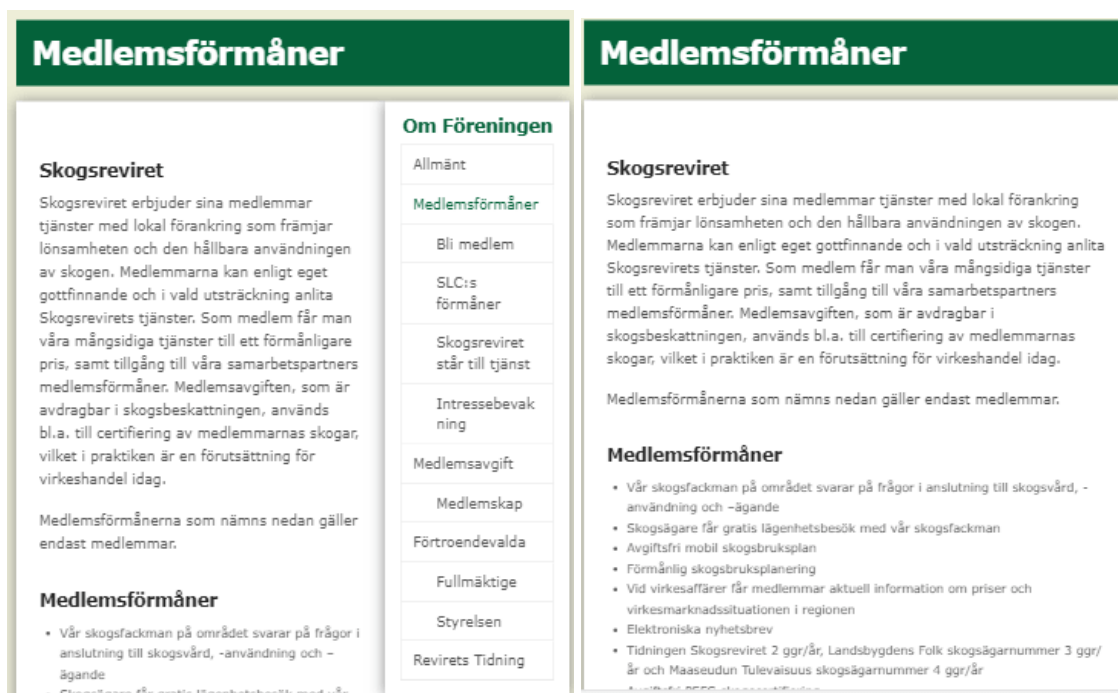 Medlemsförmåner
Skogsreviret
Skogsreviret erbjuder sina medlemmar
tjänster med lokal förankring som främjar
lönsamheten och den hållbara användningen
av skogen. Medlemmarna kan enligt eget
gottfinnande och i vald utsträckning anlita
Skogsrevirets tjänster. Som medlem får man
våra mångsidiga tjänster till ett förmånligare
pris, samt tillgång till våra samarbetspartners
medlemsförmåner. Medlemsavgiften, som är
avdragbar i skogsbeskattningen, används
bl.a. till certifiering av medlemmarnas skogar,
vilket i praktiken är en förutsättning för
virkeshandel idag.
Medlemsförmånerna som nämns nedan gäller
endast medlemmar.
Medlemsförmåner
• Vår skogsfackman på området svarar på frågor i
anslutning till skogsvård, -användning och –
ägande
Om Föreningen
Allmänt
Medlemsförmåner
Bli medlem
SLC:s
förmåner
Skogsreviret
står till tjänst
Intressebevak
ning
Medlemsavgift
Medlemskap
Förtroendevalda
Fullmäktige
Styrelsen
Revirets Tidning
Medlemsförmåner
Skogsreviret
Skogsreviret erbjuder sina medlemmar tjänster med lokal förankring
som främjar lönsamheten och den hållbara användningen av skogen.
Medlemmarna kan enligt eget gottfinnande och i vald utsträckning anlita
Skogsrevirets tjänster. Som medlem får man våra mångsidiga tjänster
till ett förmånligare pris, samt tillgång till våra samarbetspartners
medlemsförmåner. Medlemsavgiften, som är avdragbar i
skogsbeskattningen, används bl.a. till certifiering av medlemmarnas
skogar, vilket i praktiken är en förutsättning för virkeshandel idag.
Medlemsförmånerna som nämns nedan gäller endast medlemmar.
Medlemsförmåner
• Vår skogsfackman på området svarar på frågor i anslutning till skogsvård, -
användning och –ägande
• Skogsägare får gratis lägenhetsbesök med vår skogsfackman
• Avgiftsfri mobil skogsbruksplan
• Förmånlig skogsbruksplanering
• Vid virkesaffärer får medlemmar aktuell information om priser och
virkesmarknadssituationen i regionen
• Elektroniska nyhetsbrev
• Tidningen Skogsreviret 2 ggr/år, Landsbygdens Folk skogsägarnummer 3 ggr/
år och Maaseudun Tulevaisuus skogsägarnummer 4 ggr/år